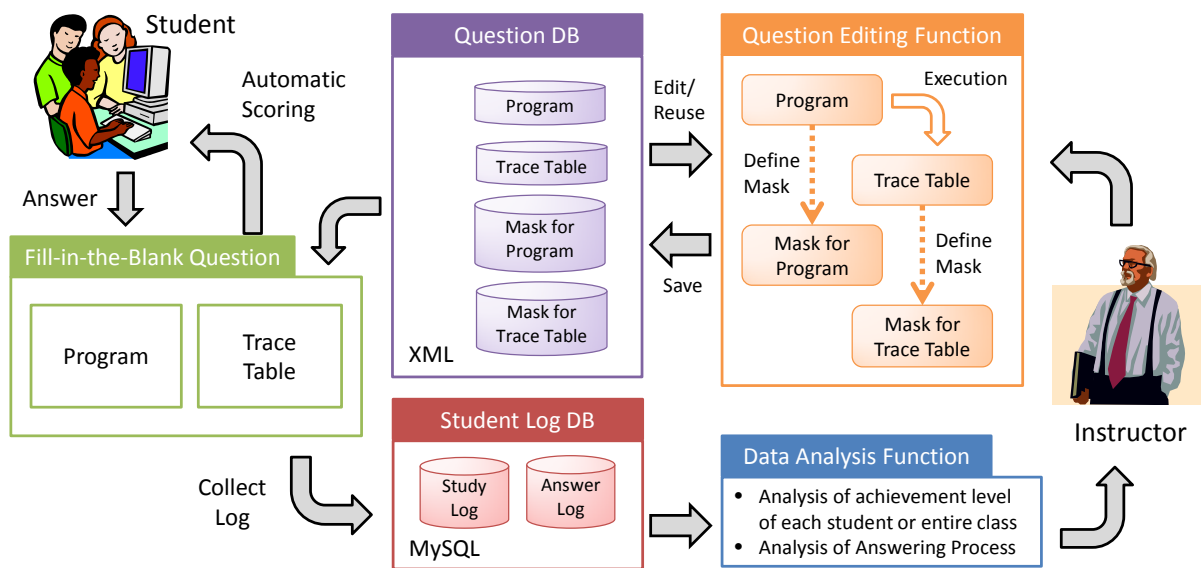 Student
Automatic
Scoring
Answer
Fill-in-the-Blank Question
Program
Trace
Table
Collect
Log
Question DB
Program
Trace Table
Mask for
Program
Mask for
Trace Table
XML
Edit/
Reuse
Save
Question Editing Function
Program
Execution
Define
Mask
Trace Table
Mask for
Program
Define
Mask
Mask for
Trace Table
Instructor
Student Log DB
Study
Log
Answer
Log
MySQL
Data Analysis Function
• Analysis of achievement level
of each student or entire class
• Analysis of Answering Process